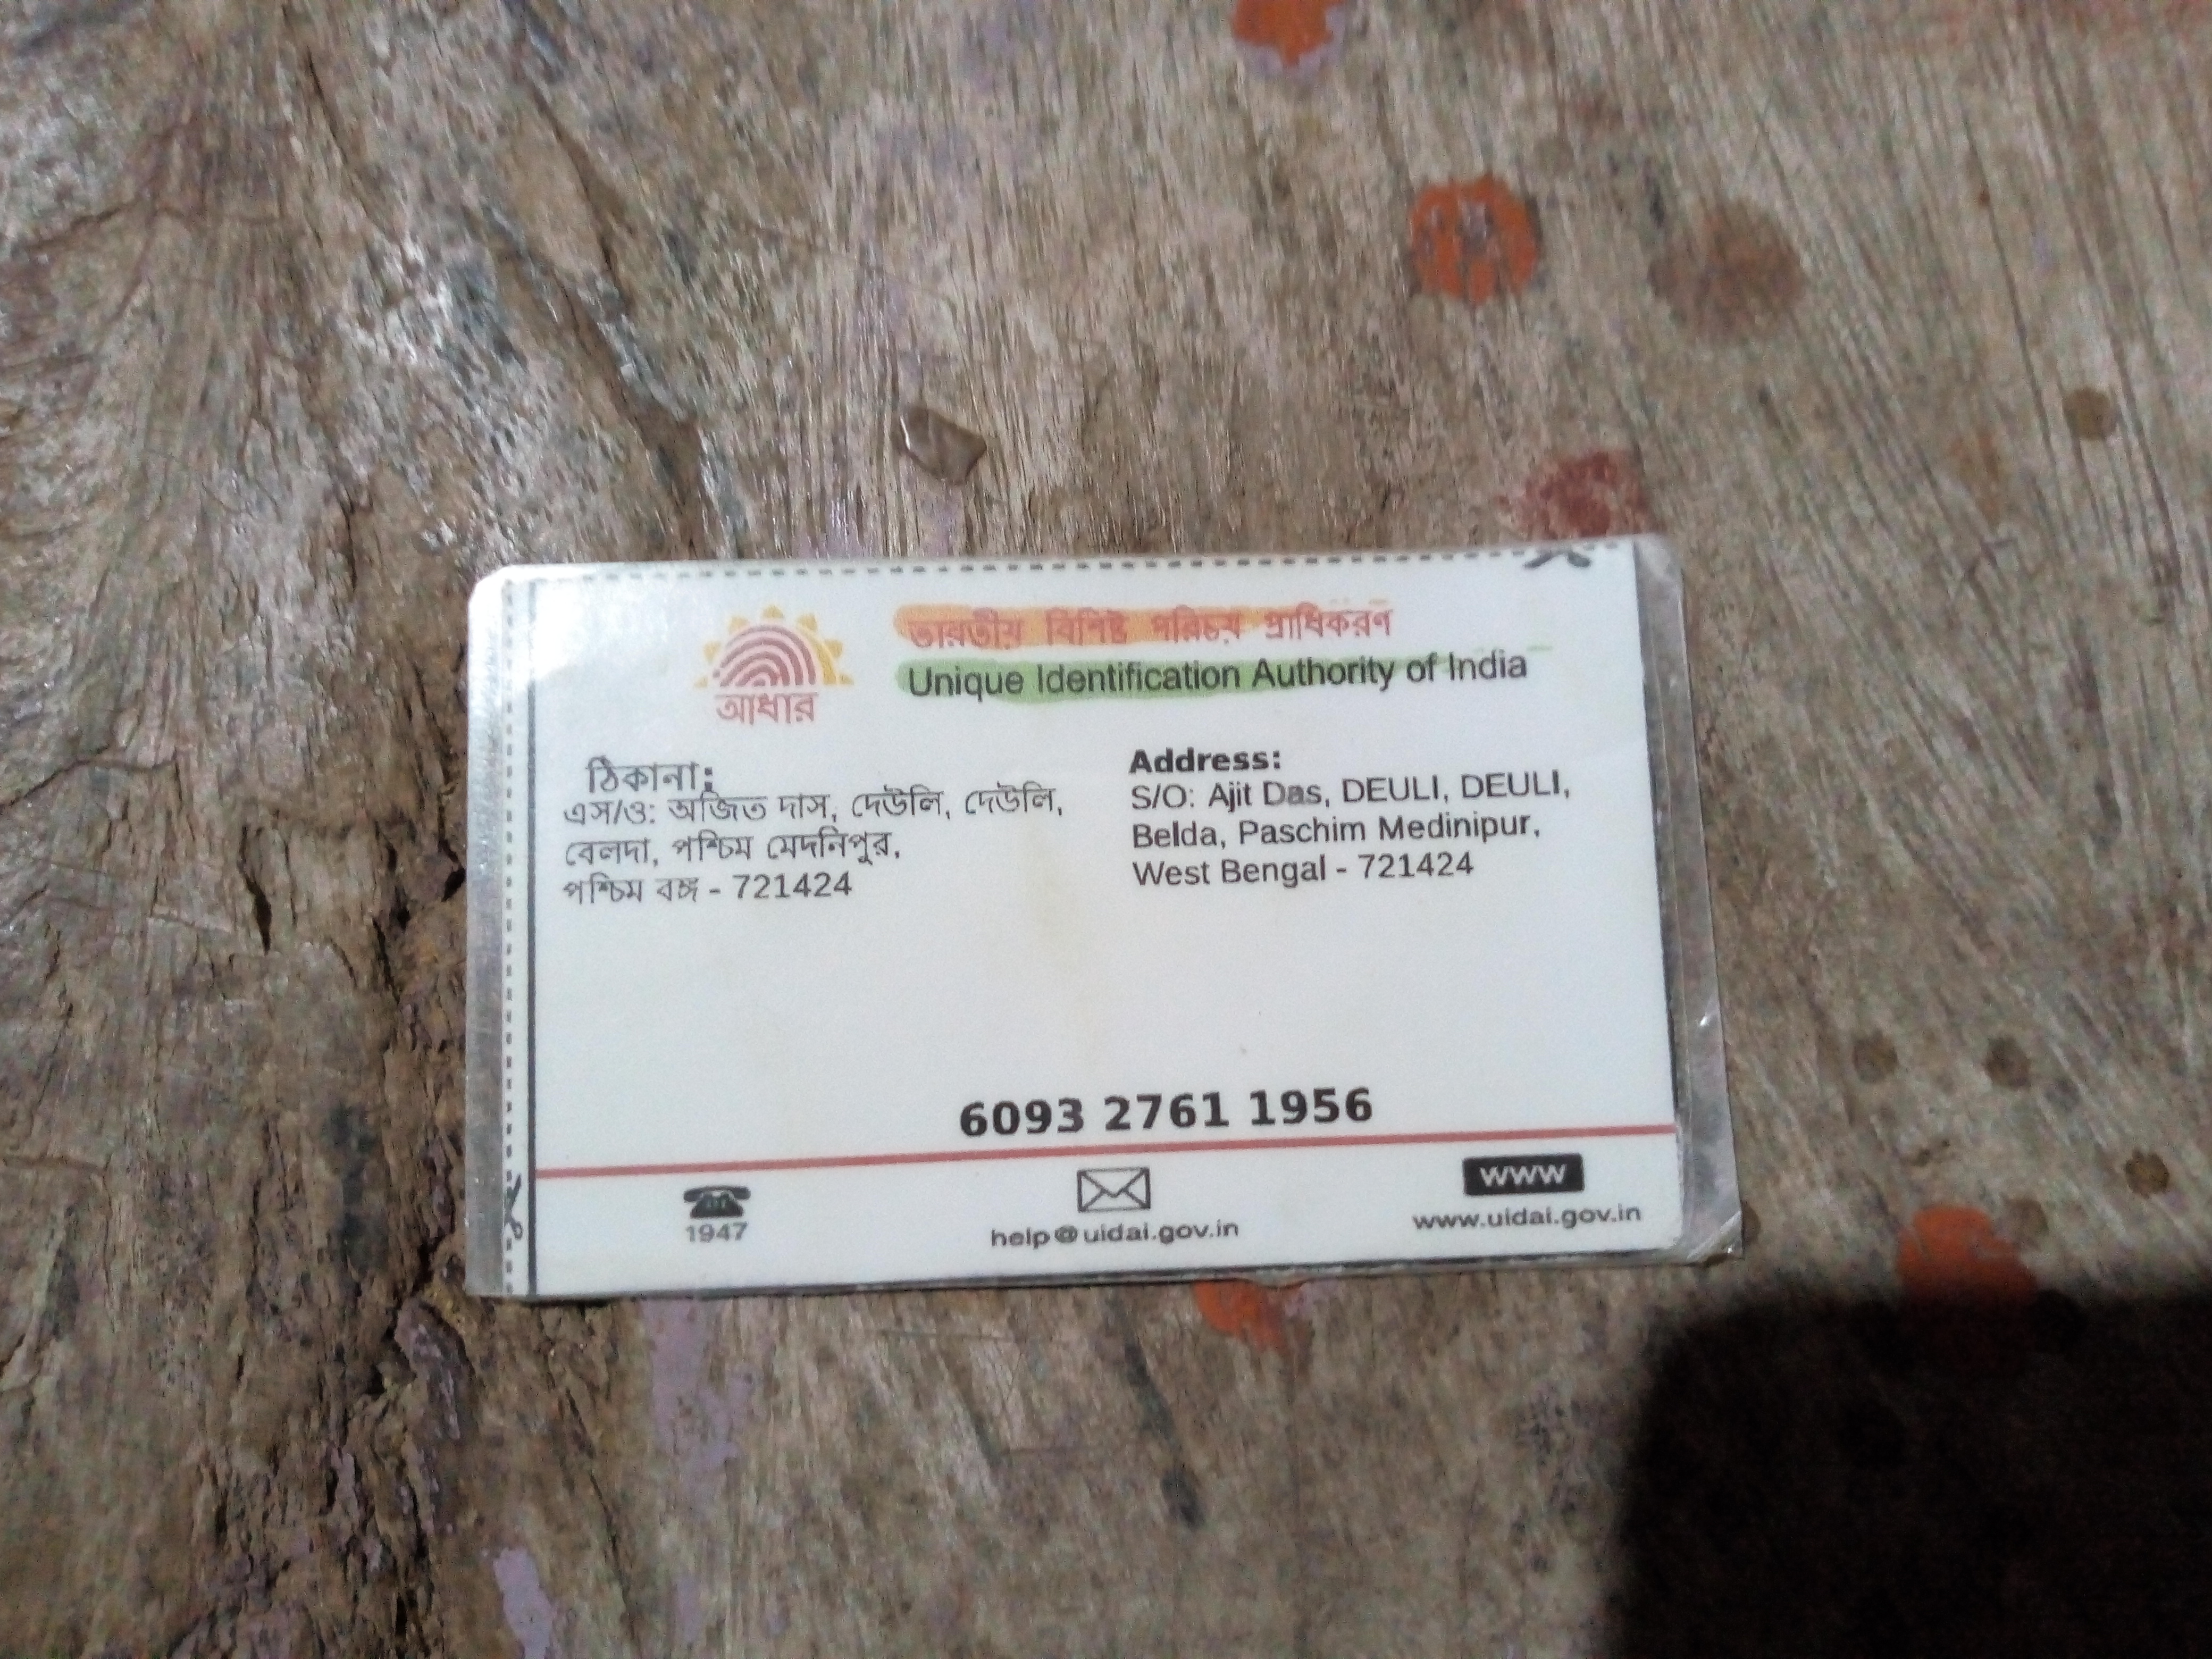 ভারতীয় বিশিষ্ট পরিচয় প্রাধিকরণ
Unique Identification Authority of India
আধার
ঠিকানা:
এস/ও: অজিত দাস, দেউলি, দেউলি,
বেলদা, পশ্চিম মেদনিপুর,
পশ্চিম বঙ্গ - 721424
Address:
S/O: Ajit Das, DEULI, DEULI,
Belda, Paschim Medinipur,
West Bengal - 721424
6093 2761 1956
1947
help@uidai.gov.in
www
www.uidai.gov.in